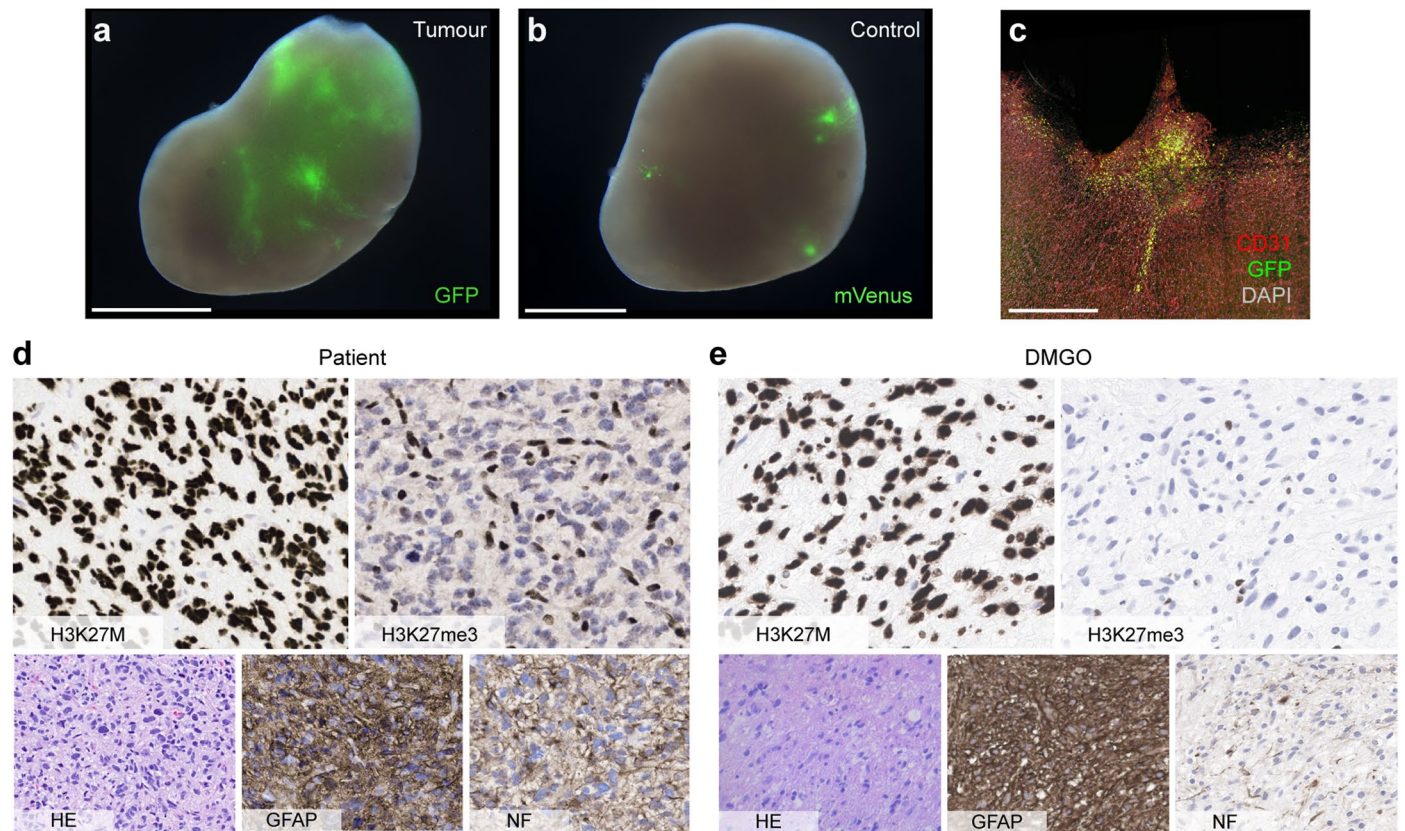 a
Tumour
GFP
b
Control
mVenus
c
CD31
GFP
DAPI
d
Patient
H3K27M
H3K27me3
HE
GFAP
NF
e
DMGO
H3K27M
H3K27me3
HE
GFAP
NF